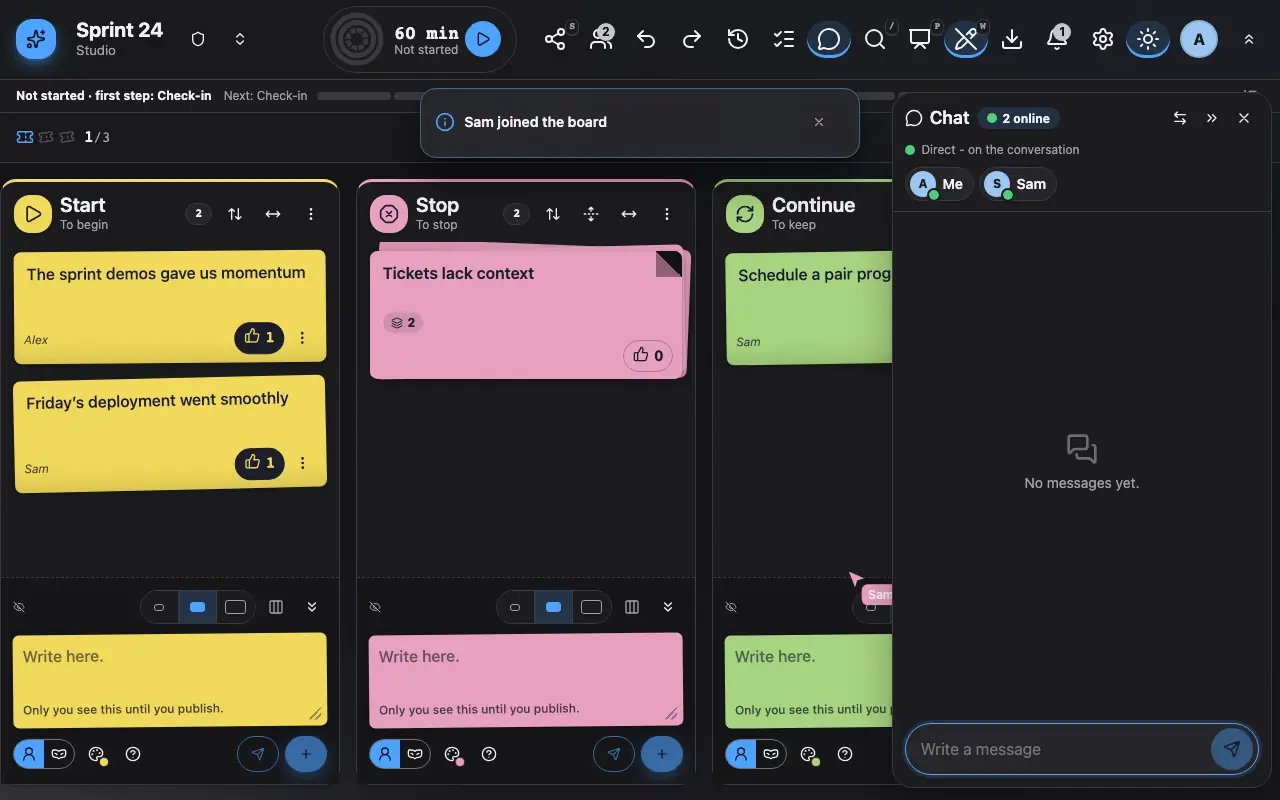 Sprint 24
Studio
60 min
Not started
S
2
/
P
W
1
A
Not started · first step: Check-in
Next: Check-in
Sam joined the board
1/3
Start
To begin
2
The sprint demos gave us momentum
Alex
1
Friday's deployment went smoothly
Sam
1
Write here.
Only you see this until you publish.
Stop
To stop
2
Tickets lack context
2
0
Write here.
Only you see this until you publish.
Continue
To keep
Schedule a pair prog
Sam
Sam
Write here.
Only you see this until you
Chat
2 online
Direct - on the conversation
A
Me
S
Sam
No messages yet.
Write a message